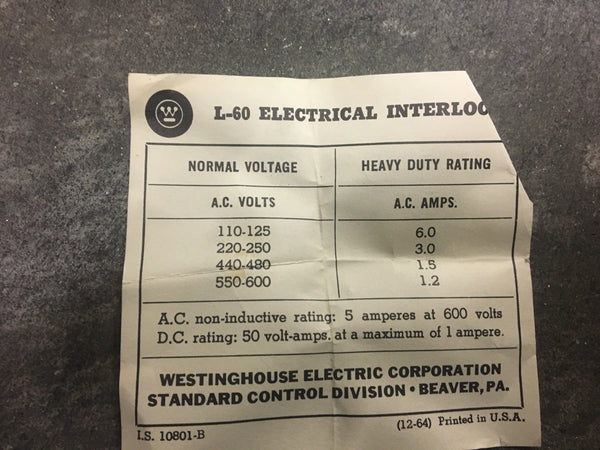 L-60 ELECTRICAL INTERLOC
NORMAL VOLTAGE HEAVY DUTY RATING
A.C. VOLTS A.C. AMPS.
110-125 6.0
220-250 3.0
440-480 1.5
550-600 1.2
A.C. non-inductive rating: 5 amperes at 600 volts
D.C. rating: 50 volt-amps. at a maximum of 1 ampere.
WESTINGHOUSE ELECTRIC CORPORATION
STANDARD CONTROL DIVISION • BEAVER, PA.
I.S. 10801-B (12-64) Printed in U.S.A.